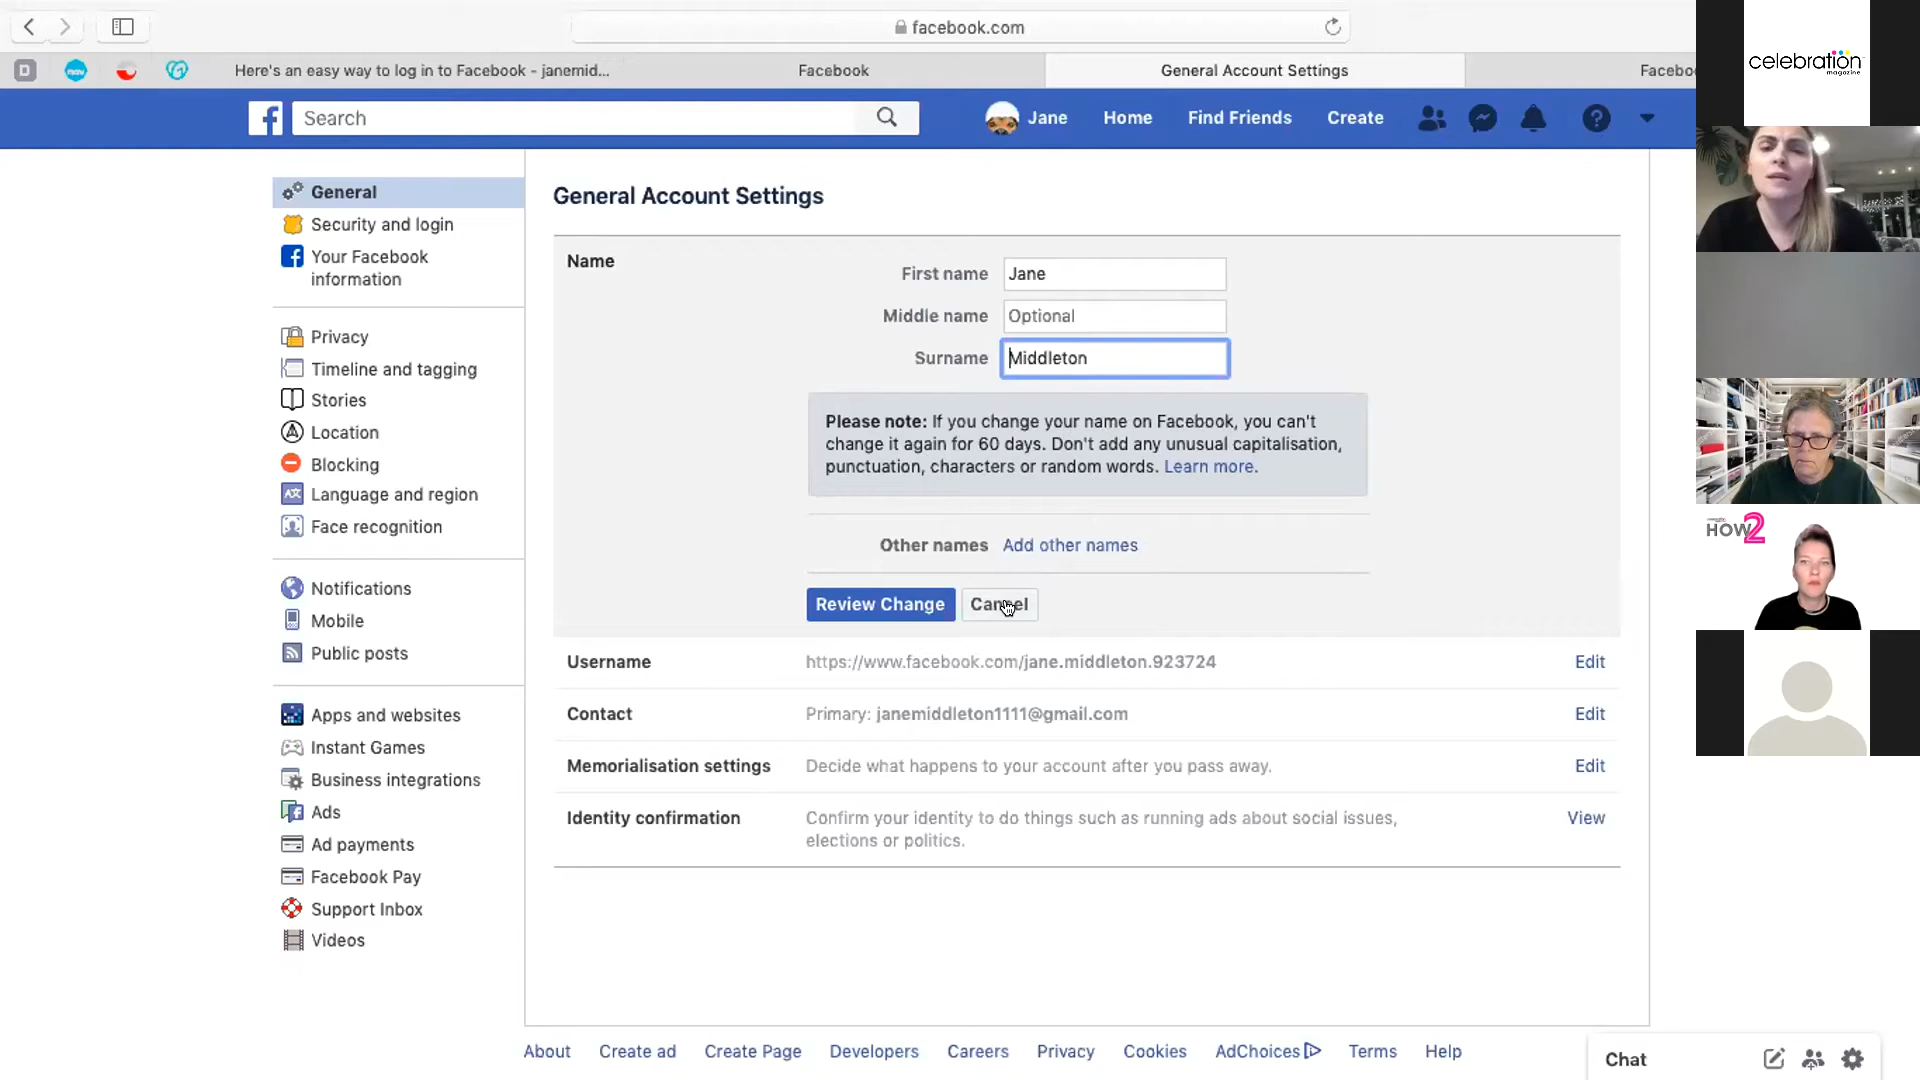 facebook.com
D
nov
Here's an easy way to log in to Facebook - janemid...
Facebook
General Account Settings
Facebo
celebration
magazine
Search
Jane
Home
Find Friends
Create
General
Security and login
Your Facebook
information
Privacy
Timeline and tagging
Stories
Location
Blocking
Language and region
Face recognition
Notifications
Mobile
Public posts
Apps and websites
Instant Games
Business integrations
Ads
Ad payments
Facebook Pay
Support Inbox
Videos
General Account Settings
Name
First name Jane
Middle name Optional
Surname Middleton
Please note: If you change your name on Facebook, you can't
change it again for 60 days. Don't add any unusual capitalisation,
punctuation, characters or random words. Learn more.
Other names Add other names
Review Change Cancel
Username https://www.facebook.com/jane.middleton.923724 Edit
Contact Primary: janemiddleton1111@gmail.com Edit
Memorialisation settings Decide what happens to your account after you pass away. Edit
Identity confirmation Confirm your identity to do things such as running ads about social issues, View
elections or politics.
HOW2
About Create ad Create Page Developers Careers Privacy Cookies AdChoices Terms Help
Chat